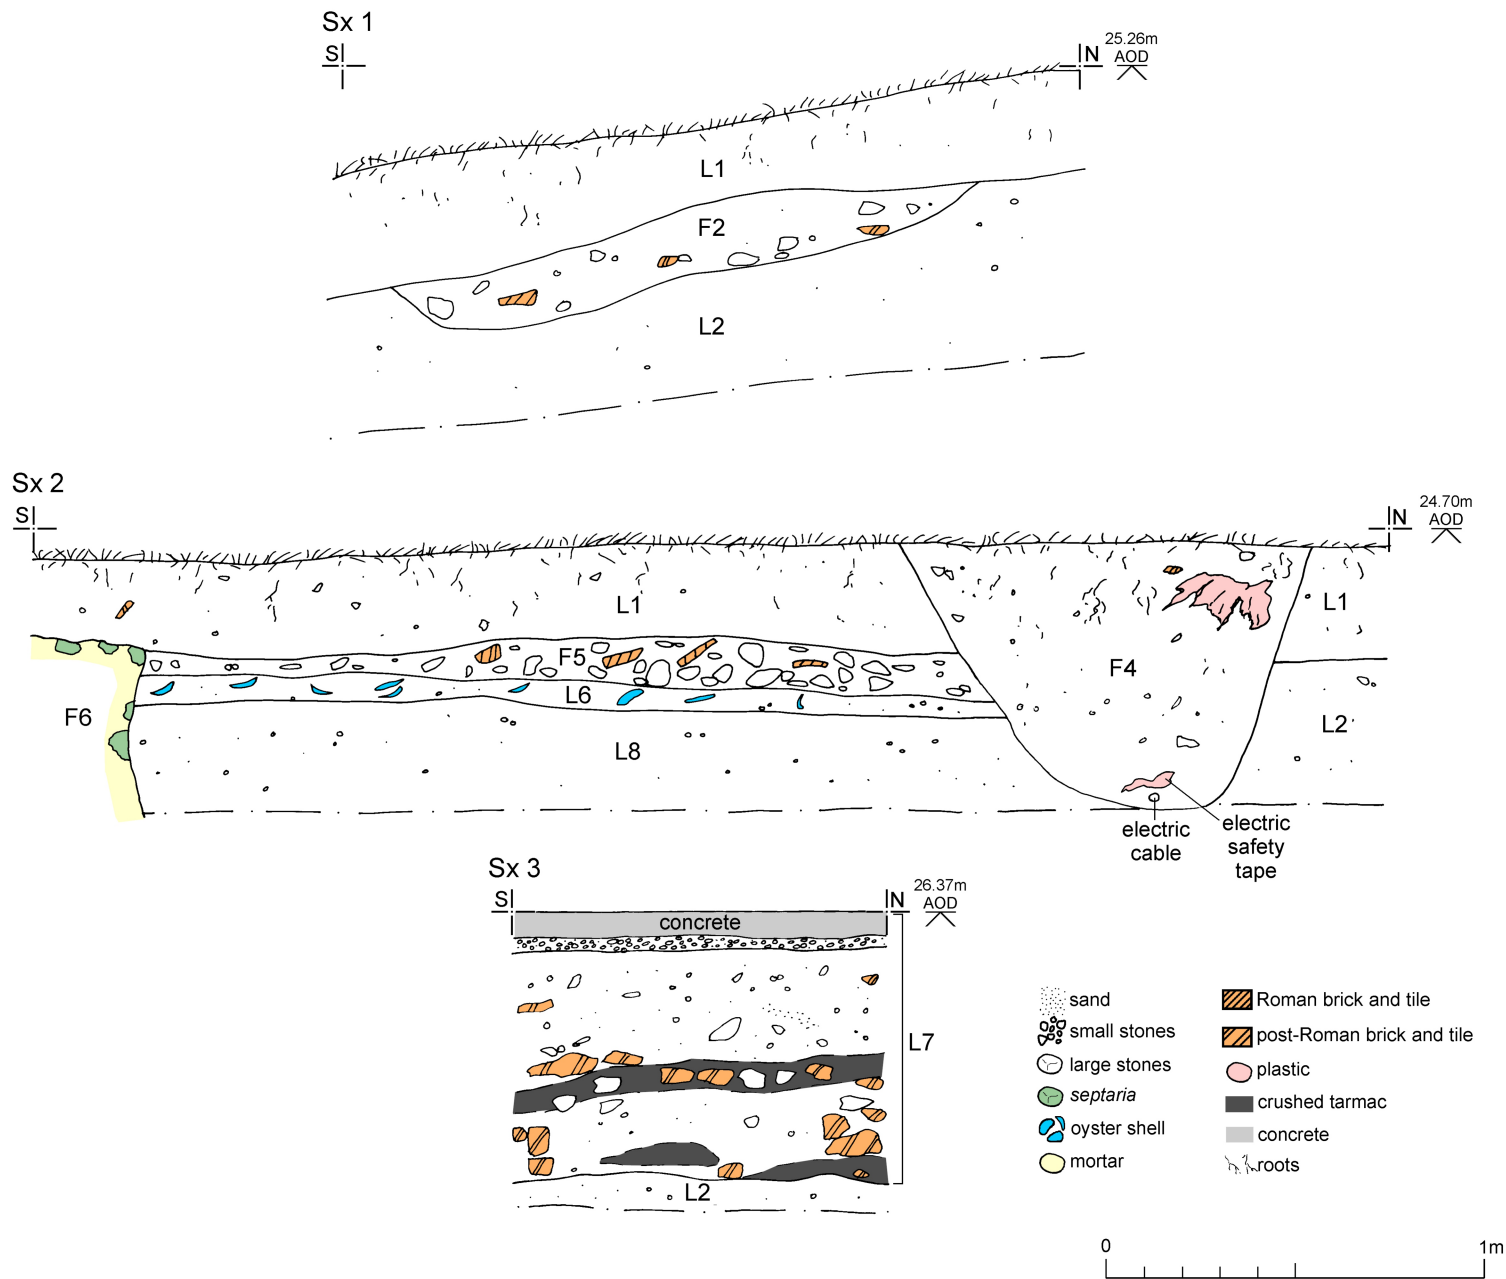 Sx 1
S
N
25.26m
AOD
L1
F2
L2
Sx 2
S
N
24.70m
AOD
L1
L1
F5
F4
L6
F6
L2
L8
electric
cable
electric
safety
tape
Sx 3
S
N
26.37m
AOD
concrete
L7
L2
sand
small stones
large stones
septaria
oyster shell
mortar
Roman brick and tile
post-Roman brick and tile
plastic
crushed tarmac
concrete
roots
0
1m